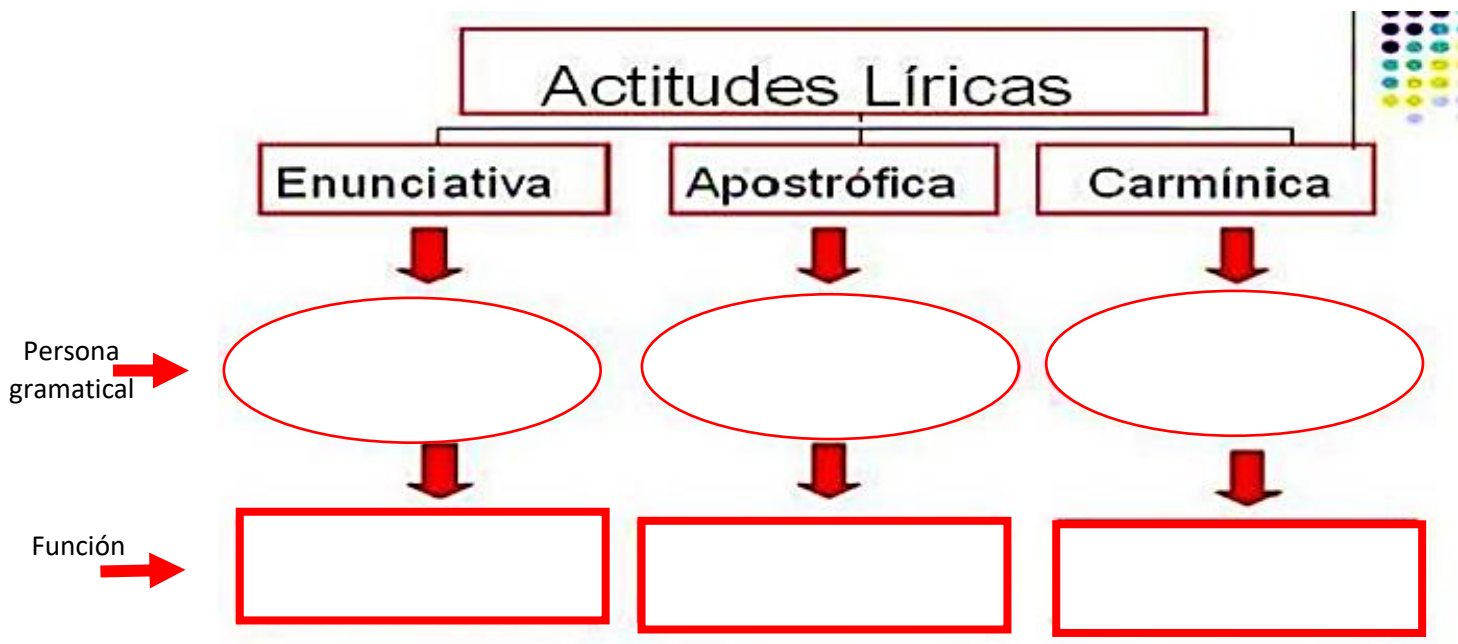 Actitudes Líricas
Enunciativa
Apostrófica
Carmínica
Persona
gramatical
Función